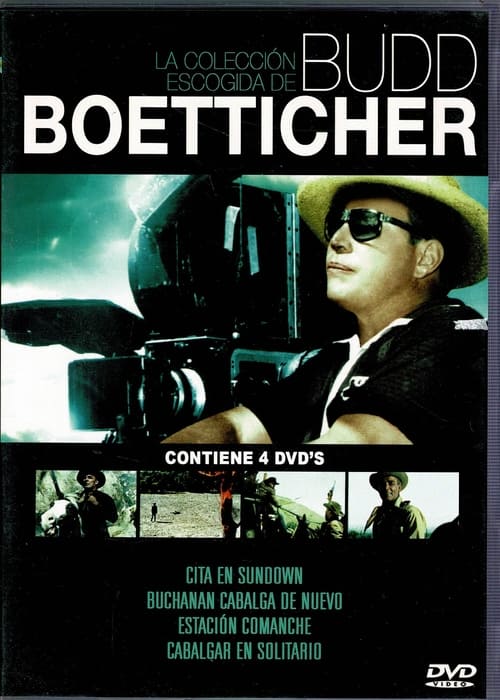 LA COLECCIÓN
ESCOGIDA DE
BUDD
BOETTICHER
CONTIENE 4 DVD'S
CITA EN SUNDOWN
BUCHANAN CABALGA DE NUEVO
ESTACIÓN COMANCHE
CABALGAR EN SOLITARIO
DVD
VIDEO